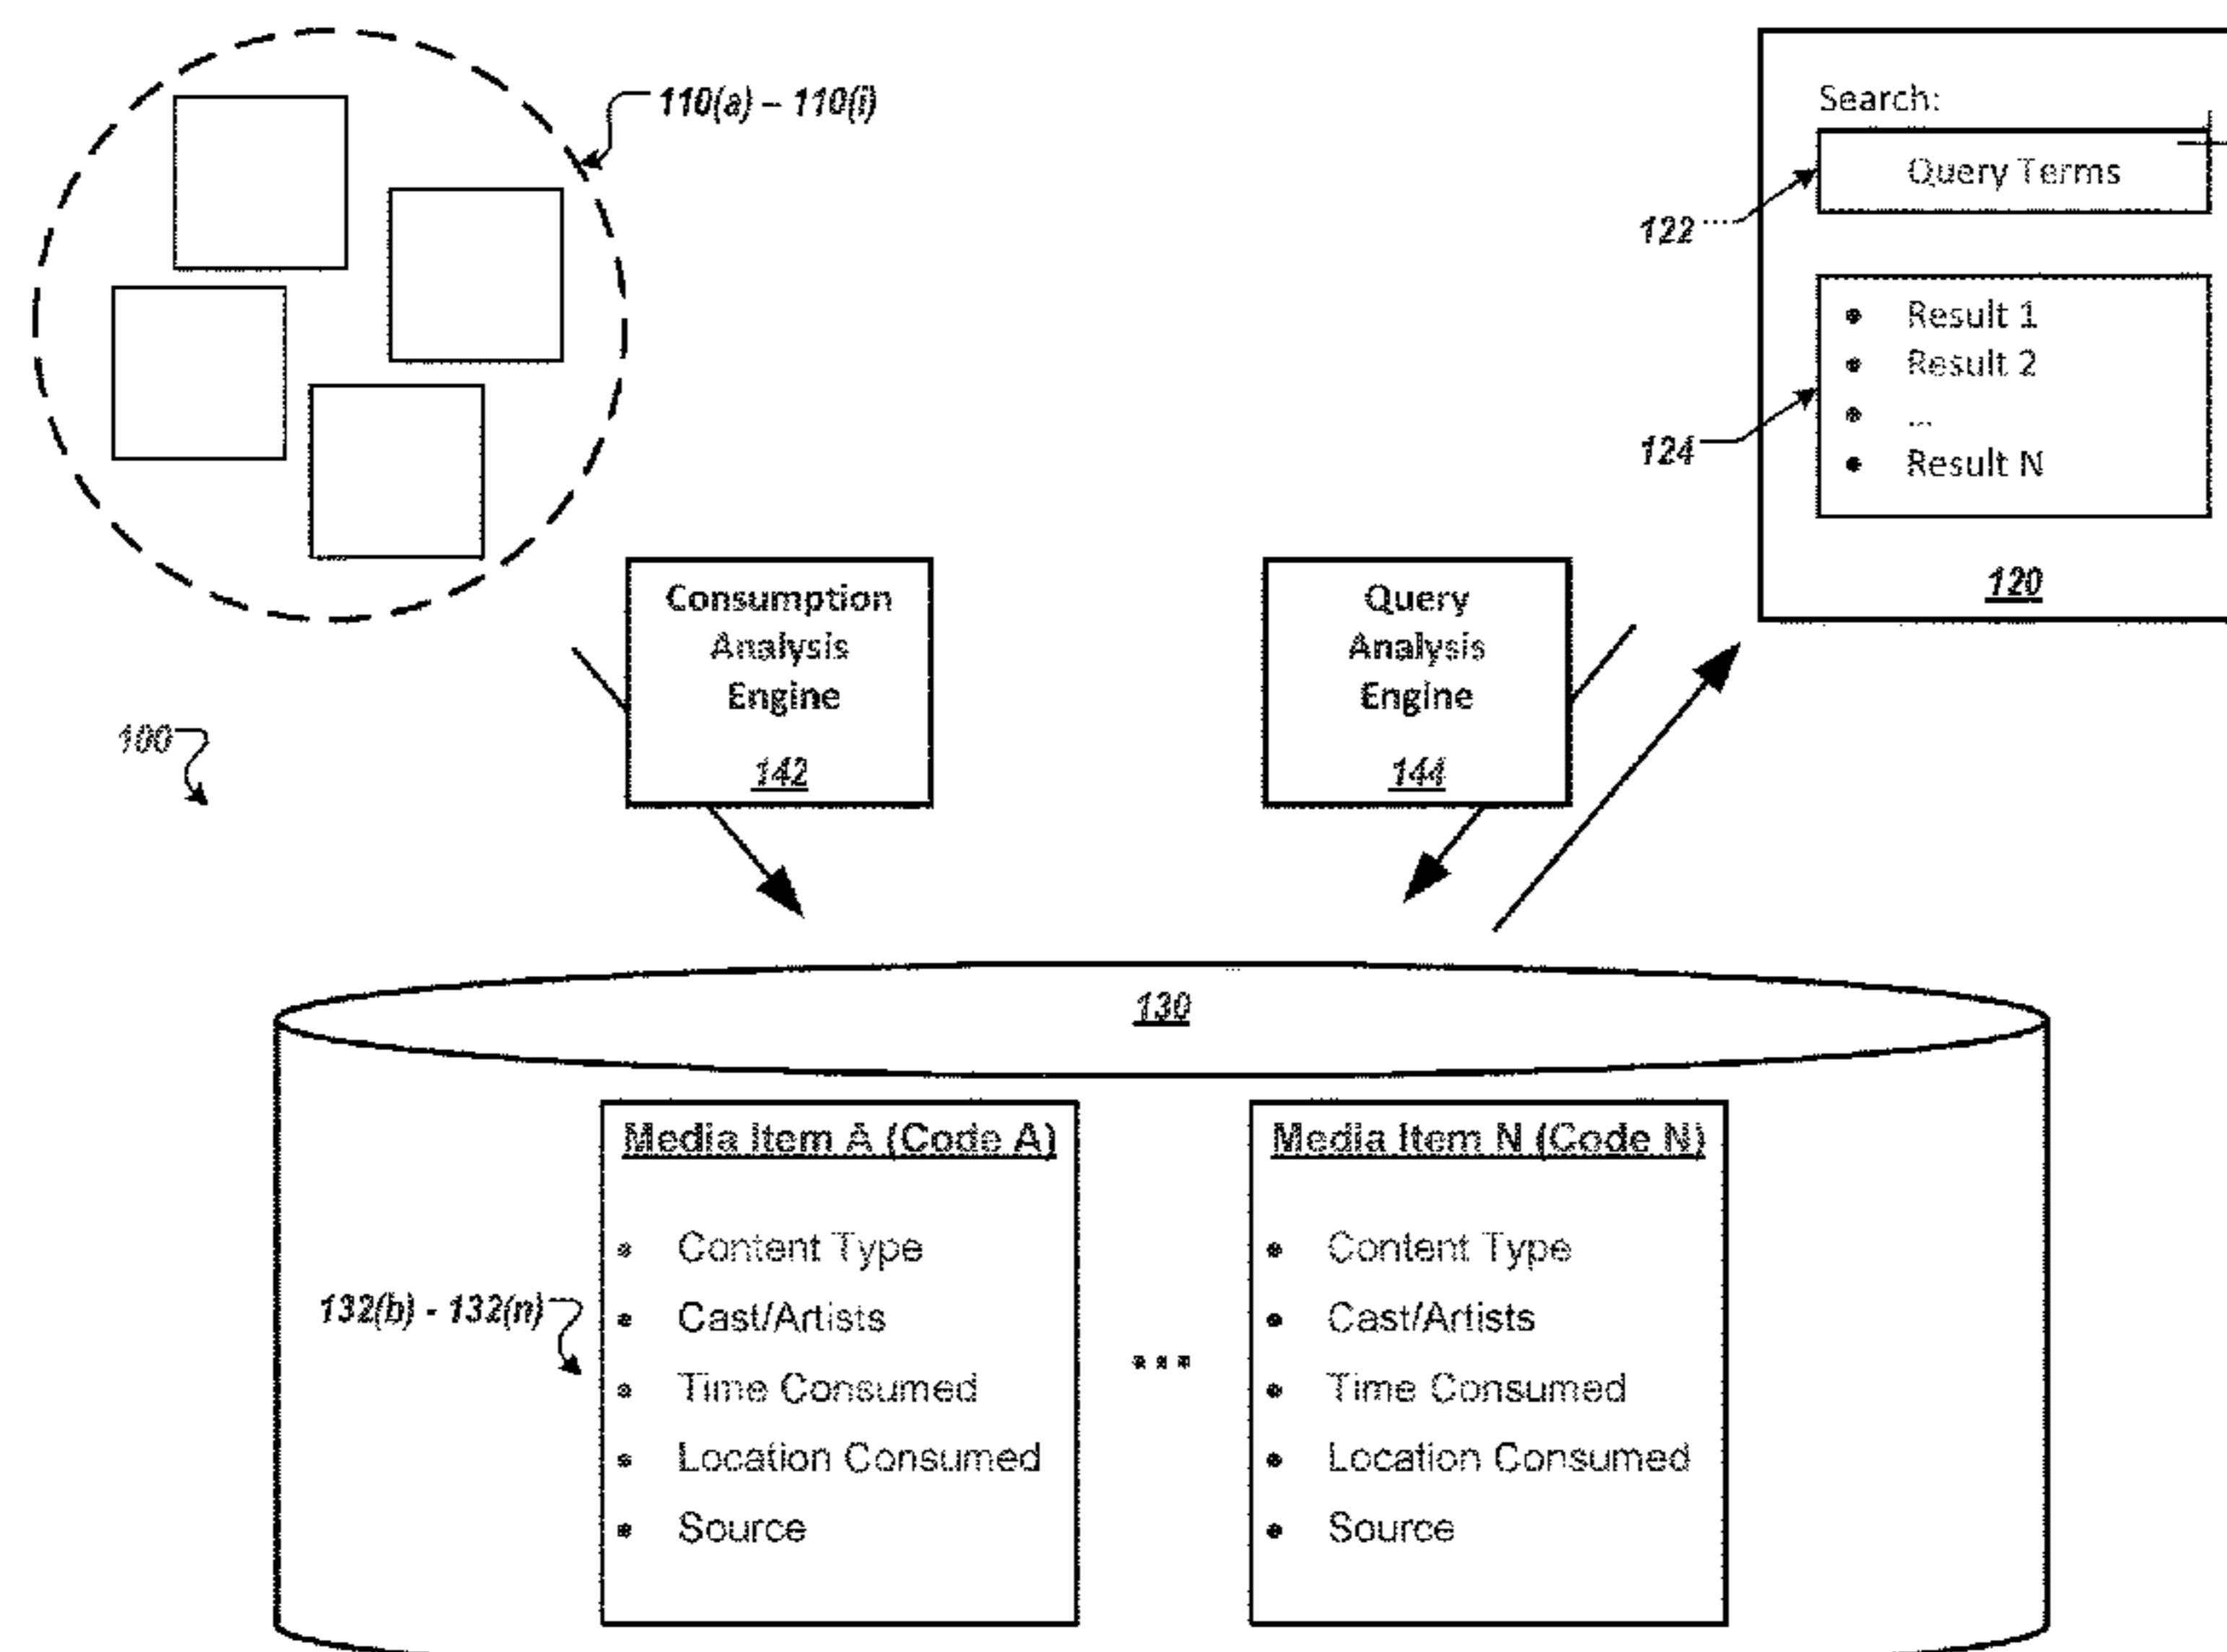 110(a) – 110(i)
Search:
Query Terms
122
• Result 1
• Result 2
• ...
• Result N
124
120
Consumption
Analysis
Engine
142
Query
Analysis
Engine
144
100
130
Media Item A (Code A)
• Content Type
• Cast/Artists
• Time Consumed
• Location Consumed
• Source
132(b) - 132(n)
...
Media Item N (Code N)
• Content Type
• Cast/Artists
• Time Consumed
• Location Consumed
• Source